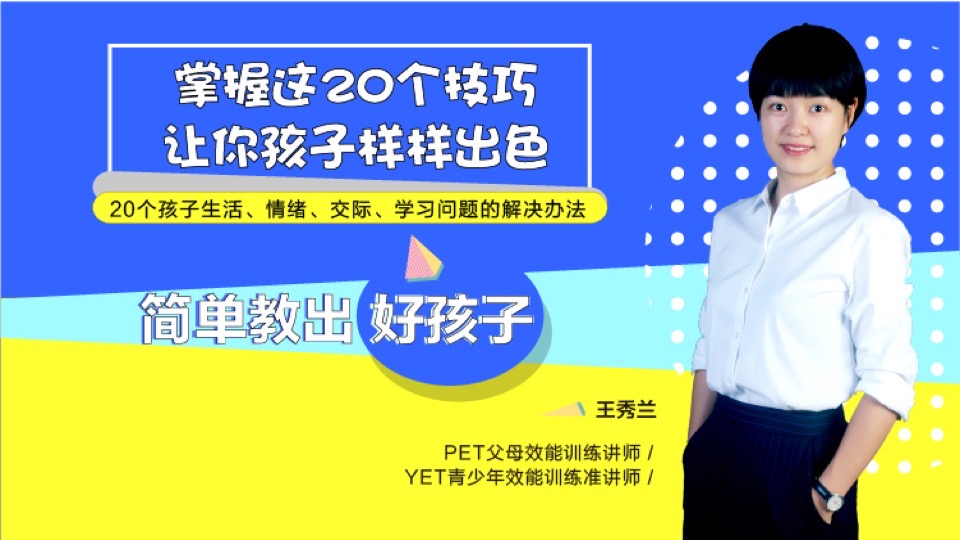 掌握这20个技巧
让你孩子样样出色
20个孩子生活、情绪、交际、学习问题的解决办法
简单教出 好孩子
王秀兰
PET父母效能训练讲师 /
YET青少年效能训练准讲师 /